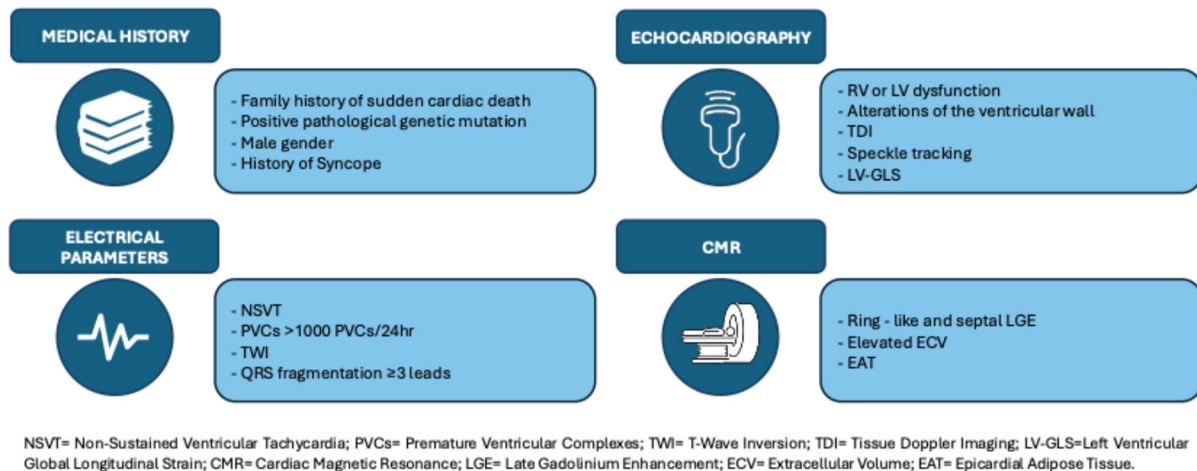 MEDICAL HISTORY
- Family history of sudden cardiac death
- Positive pathological genetic mutation
- Male gender
- History of Syncope
ECHOCARDIOGRAPHY
- RV or LV dysfunction
- Alterations of the ventricular wall
- TDI
- Speckle tracking
- LV-GLS
ELECTRICAL
PARAMETERS
- NSVT
- PVCs >1000 PVCs/24hr
- TWI
- QRS fragmentation ≥3 leads
CMR
- Ring - like and septal LGE
- Elevated ECV
- EAT
NSVT= Non-Sustained Ventricular Tachycardia; PVCs= Premature Ventricular Complexes; TWI= T-Wave Inversion; TDI= Tissue Doppler Imaging; LV-GLS=Left Ventricular
Global Longitudinal Strain; CMR= Cardiac Magnetic Resonance; LGE= Late Gadolinium Enhancement; ECV= Extracellular Volume; EAT= Epicardial Adipose Tissue.